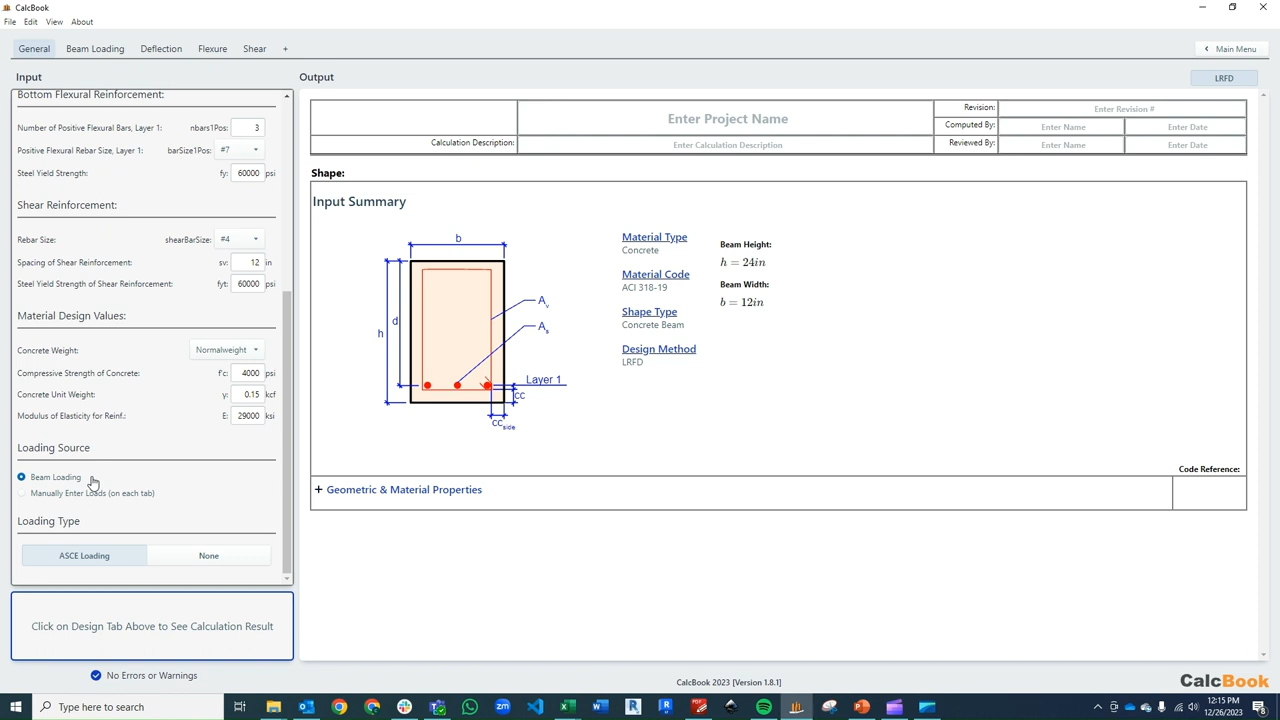 CalcBook
File Edit View About
General Beam Loading Deflection Flexure Shear +
Main Menu
Input
Bottom Flexural Reinforcement:
Number of Positive Flexural Bars, Layer 1: nbars1Pos: 3
Positive Flexural Rebar Size, Layer 1: barSize1Pos: #7
Steel Yield Strength: fy: 60000 psi
Shear Reinforcement:
Rebar Size: shearBarSize: #4
Spacing of Shear Reinforcement: sv: 12 in
Steel Yield Strength of Shear Reinforcement: fyt: 60000 psi
Material Design Values:
Concrete Weight: Normalweight
Compressive Strength of Concrete: f'c: 4000 psi
Concrete Unit Weight: γ: 0.15 kcf
Modulus of Elasticity for Reinf.: E: 29000 ksi
Loading Source
Beam Loading
Manually Enter Loads (on each tab)
Loading Type
ASCE Loading None
Click on Design Tab Above to See Calculation Result
No Errors or Warnings
Output
LRFD
Enter Project Name
Revision: Enter Revision #
Computed By: Enter Name Enter Date
Calculation Description: Enter Calculation Description
Reviewed By: Enter Name Enter Date
Shape:
Input Summary
b
h
d
Av
As
Layer 1
cc
ccside
Material Type
Concrete
Material Code
ACI 318-19
Shape Type
Concrete Beam
Design Method
LRFD
Beam Height:
h = 24in
Beam Width:
b = 12in
Code Reference:
+ Geometric & Material Properties
CalcBook 2023 [Version 1.8.1]
CalcBook
Type here to search
12:15 PM
12/26/2023